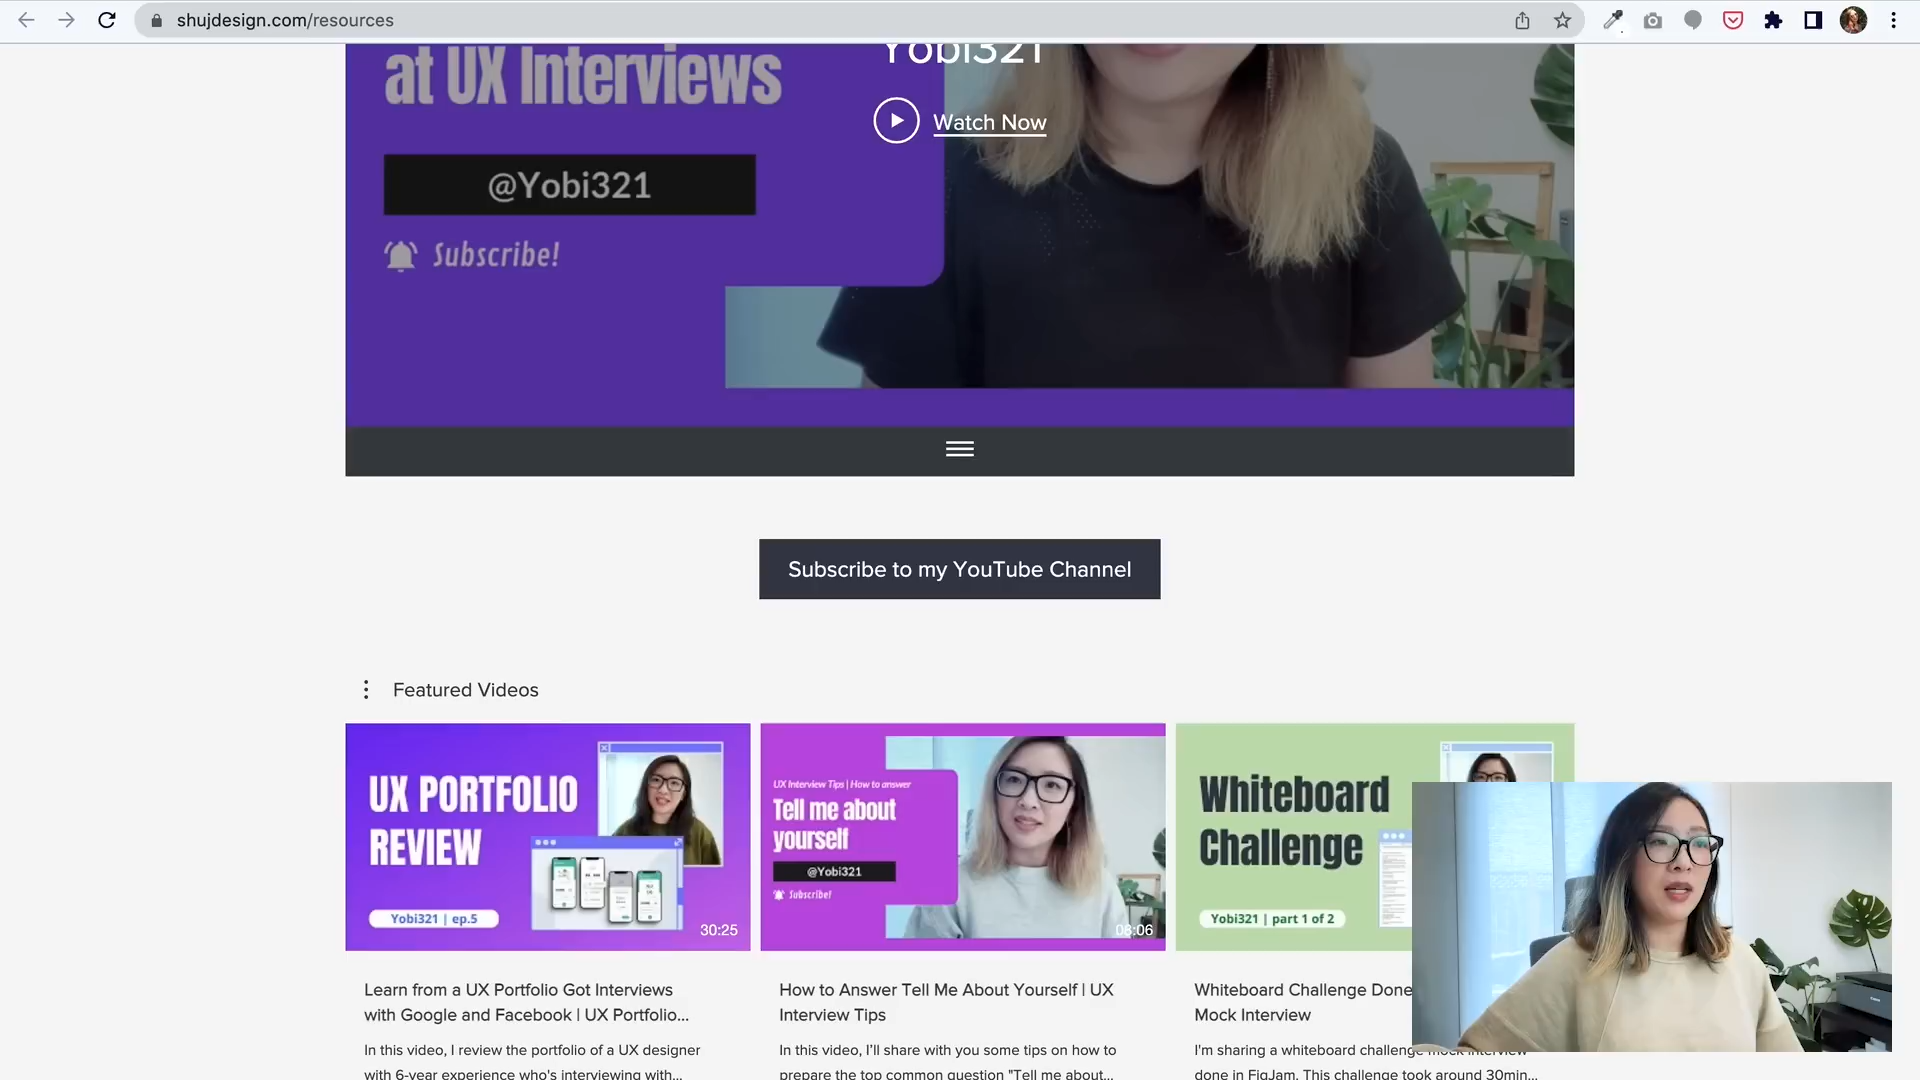 shujdesign.com/resources
Yobi321
at UX Interviews
Watch Now
@Yobi321
Subscribe!
Subscribe to my YouTube Channel
Featured Videos
UX PORTFOLIO
REVIEW
Yobi321 | ep.5
30:25
UX Interview Tips | How to answer
Tell me about
yourself
@Yobi321
Subscribe!
08:06
Whiteboard
Challenge
Yobi321 | part 1 of 2
Learn from a UX Portfolio Got Interviews
with Google and Facebook | UX Portfolio...
In this video, I review the portfolio of a UX designer
with 6-year experience who's interviewing with...
How to Answer Tell Me About Yourself | UX
Interview Tips
In this video, I'll share with you some tips on how to
prepare the top common question "Tell me about...
Whiteboard Challenge Done
Mock Interview
I'm sharing a whiteboard challenge mock interview
done in FigJam. This challenge took around 30min...